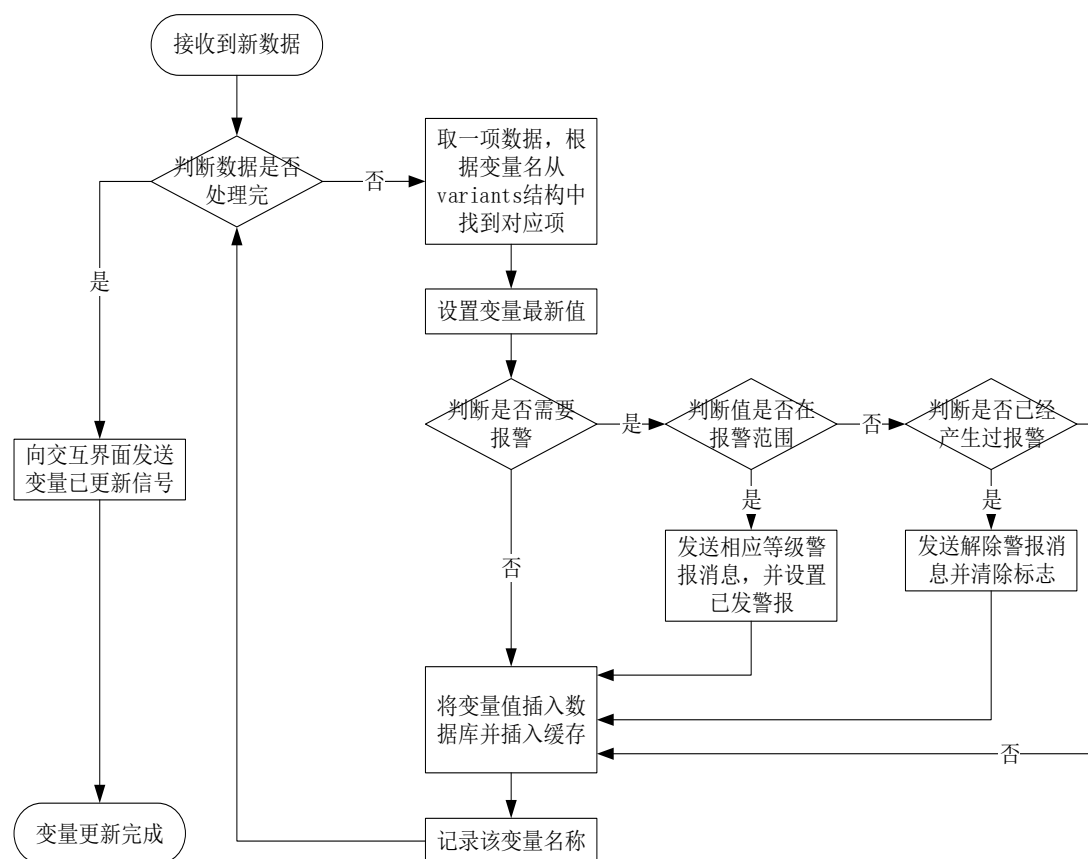 接收到新数据
判断数据是否
处理完
否
取一项数据，根
据变量名从
variants结构中
找到对应项
是
设置变量最新值
判断是否需要
报警
是
判断值是否在
报警范围
否
判断是否已经
产生过报警
向交互界面发送
变量已更新信号
是
是
否
发送相应等级警
报消息，并设置
已发警报
发送解除警报消
息并清除标志
将变量值插入数
据库并插入缓存
否
变量更新完成
记录该变量名称